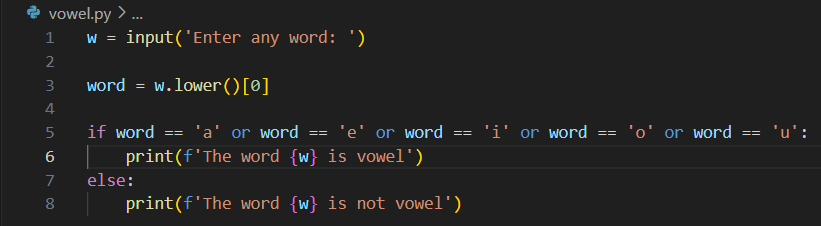 vowel.py > ...
1 w = input('Enter any word: ')
2
3 word = w.lower()[0]
4
5 if word == 'a' or word == 'e' or word == 'i' or word == 'o' or word == 'u':
6     print(f'The word {w} is vowel')
7 else:
8     print(f'The word {w} is not vowel')